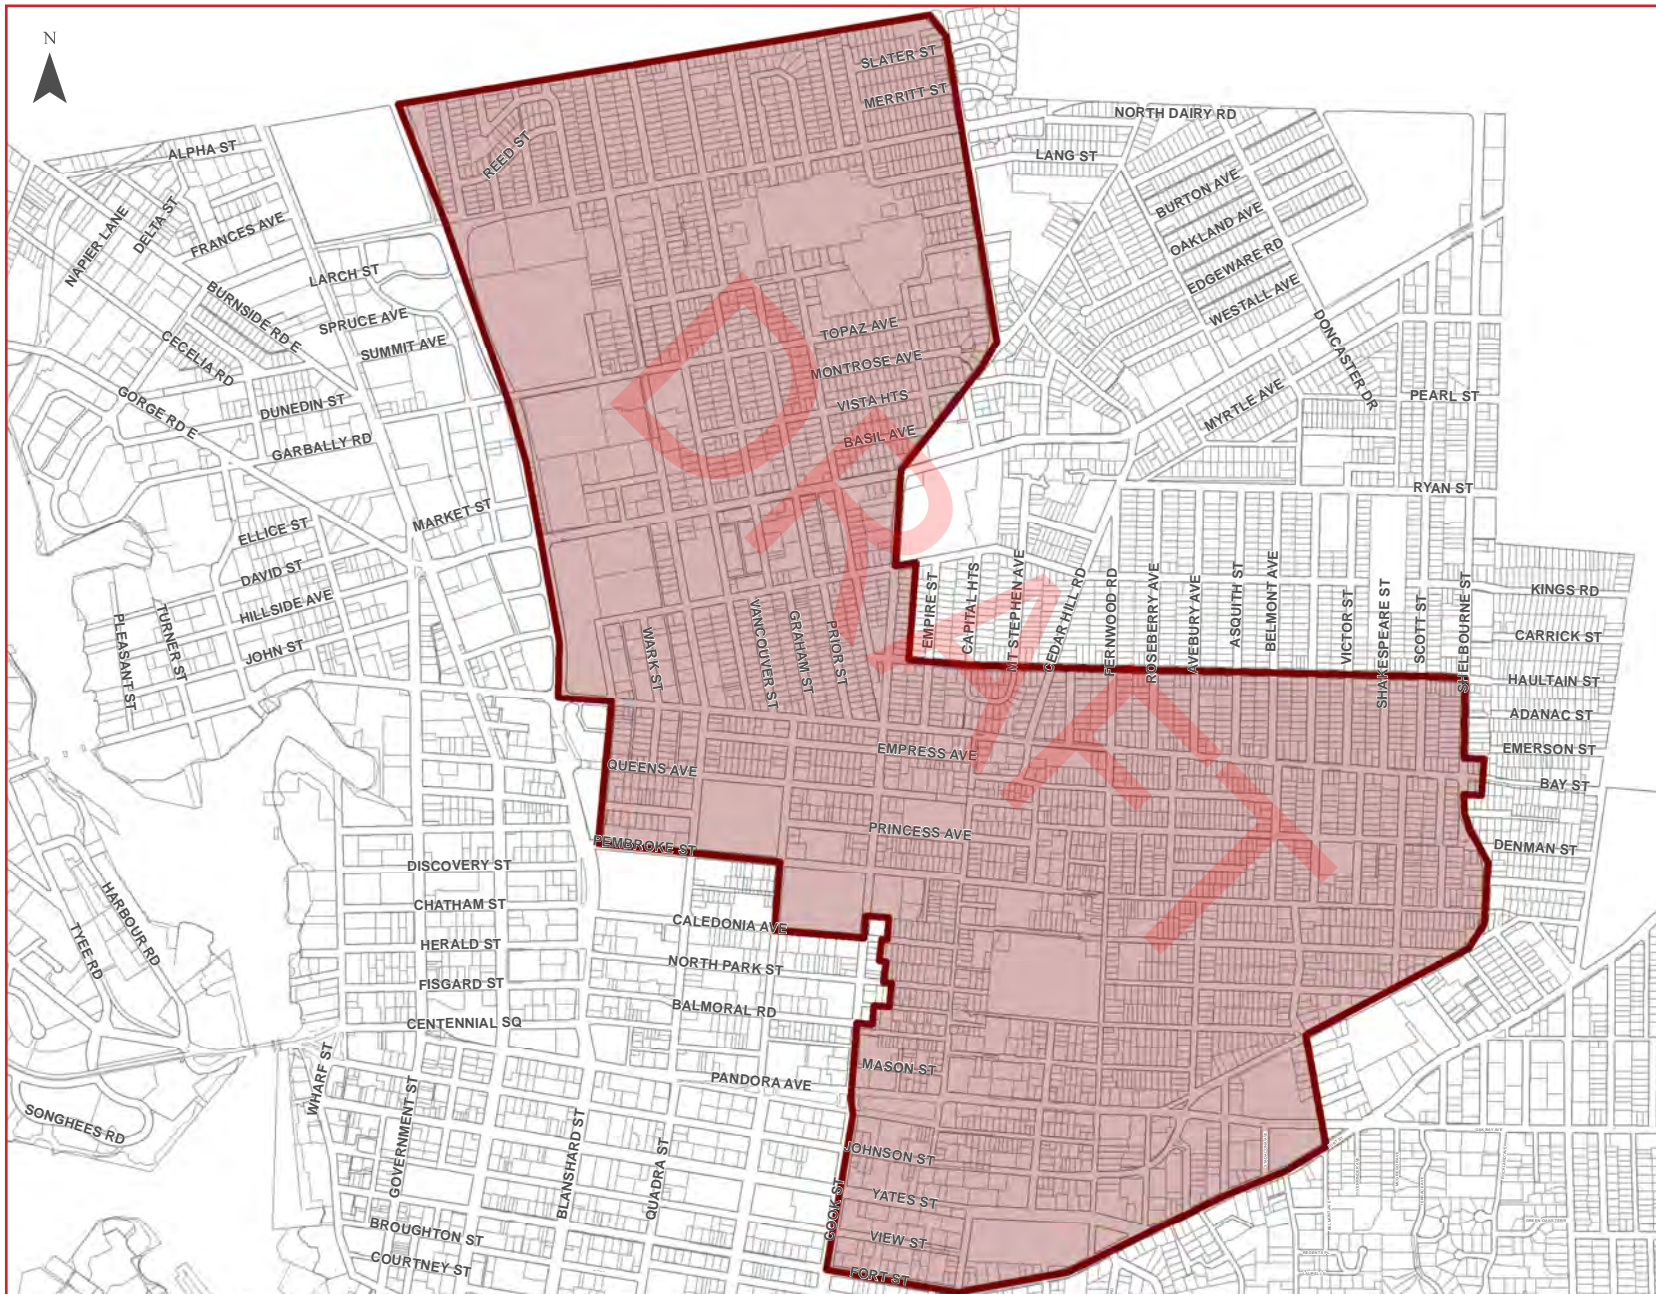 N
SLATER ST
MERRITT ST
NORTH DAIRY RD
REED ST
ALPHA ST
LANG ST
BURTON AVE
DELTA ST
NAPIER LANE
FRANCES AVE
OAKLAND AVE
EDGEWARE RD
LARCH ST
BURNSIDE RD E
WESTALL AVE
SPRUCE AVE
TOPAZ AVE
SUMMIT AVE
CECELIA RD
DONCASTER DR
MONTROSE AVE
GORGE RD E
DUNEDIN ST
VISTA HTS
PEARL ST
MYRTLE AVE
GARBALLY RD
BASIL AVE
RYAN ST
MARKET ST
ELLICE ST
DAVID ST
HILLSIDE AVE
JOHN ST
PLEASANT ST
TURNER ST
WARK ST
VANCOUVER ST
GRAHAM ST
PRIOR ST
EMPIRE ST
CAPITAL HTS
MT STEPHEN AVE
CEDAR HILL RD
FERNWOOD RD
ROSEBERRY AVE
AVEBURY AVE
ASQUITH ST
BELMONT AVE
VICTOR ST
SHAKESPEARE ST
SCOTT ST
SHELBOURNE ST
KINGS RD
CARRICK ST
HAULTAIN ST
ADANAC ST
EMERSON ST
BAY ST
DENMAN ST
DRAFT
EMPRESS AVE
QUEENS AVE
PRINCESS AVE
PEMBROKE ST
DISCOVERY ST
CHATHAM ST
CALEDONIA AVE
HERALD ST
NORTH PARK ST
FISGARD ST
BALMORAL RD
CENTENNIAL SQ
HARBOUR RD
TYEE RD
MASON ST
PANDORA AVE
WHARF ST
GOVERNMENT ST
SONGHEES RD
BLANSHARD ST
QUADRA ST
JOHNSON ST
COOK ST
YATES ST
BROUGHTON ST
VIEW ST
COURTNEY ST
FORT ST